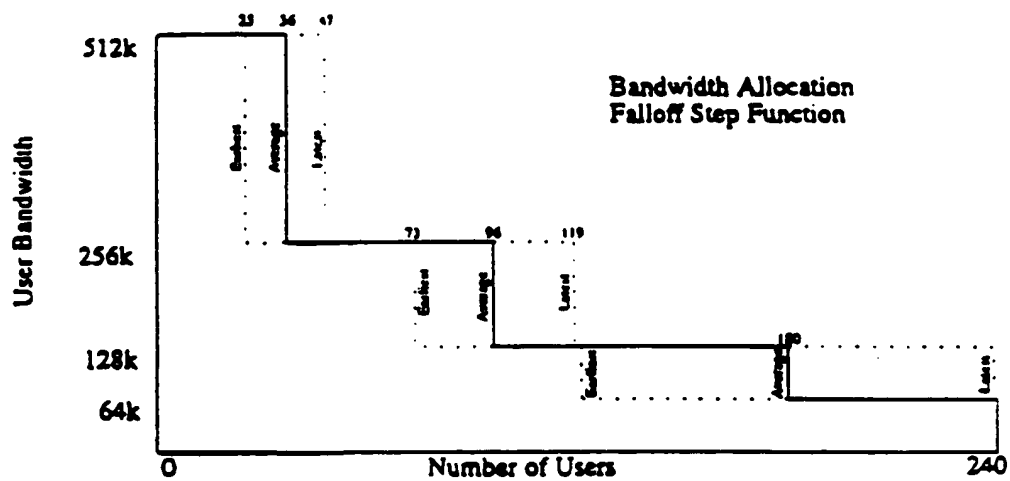 25 36 47
512k
Bandwidth Allocation
Falloff Step Function
Earliest
Average
Latest
User Bandwidth
73 96 119
256k
Earliest
Average
Latest
180
128k
Earliest
Average
Latest
64k
0 Number of Users 240